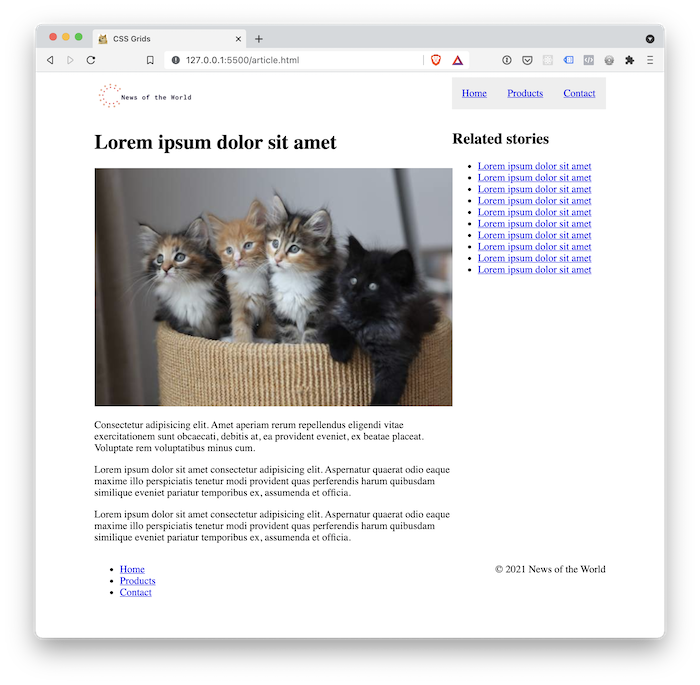 CSS Grids
127.0.0.1:5500/article.html
News of the World
Home Products Contact
Lorem ipsum dolor sit amet
Consectetur adipisicing elit. Amet aperiam rerum repellendus eligendi vitae
exercitationem sunt obcaecati, debitis at, ea provident eveniet, ex beatae placeat.
Voluptate rem voluptatibus minus cum.
Lorem ipsum dolor sit amet consectetur adipisicing elit. Aspernatur quaerat odio eaque
maxime illo perspiciatis tenetur modi provident quas perferendis harum quibusdam
similique eveniet pariatur temporibus ex, assumenda et officia.
Lorem ipsum dolor sit amet consectetur adipisicing elit. Aspernatur quaerat odio eaque
maxime illo perspiciatis tenetur modi provident quas perferendis harum quibusdam
similique eveniet pariatur temporibus ex, assumenda et officia.
Related stories
Lorem ipsum dolor sit amet
Lorem ipsum dolor sit amet
Lorem ipsum dolor sit amet
Lorem ipsum dolor sit amet
Lorem ipsum dolor sit amet
Lorem ipsum dolor sit amet
Lorem ipsum dolor sit amet
Lorem ipsum dolor sit amet
Lorem ipsum dolor sit amet
Lorem ipsum dolor sit amet
Home
Products
Contact
© 2021 News of the World